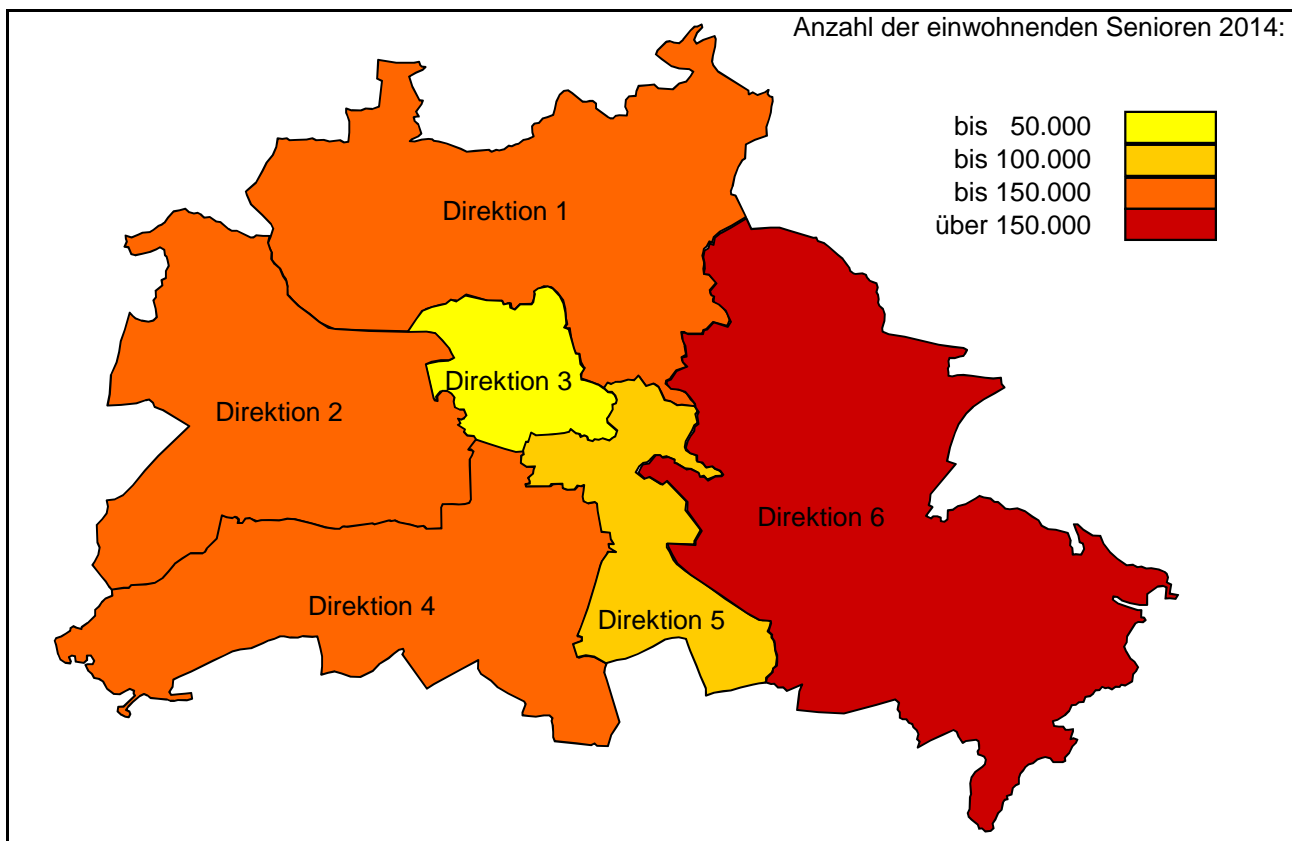 Anzahl der einwohnenden Senioren 2014:
bis 50.000
bis 100.000
bis 150.000
über 150.000
Direktion 1
Direktion 3
Direktion 2
Direktion 6
Direktion 4
Direktion 5